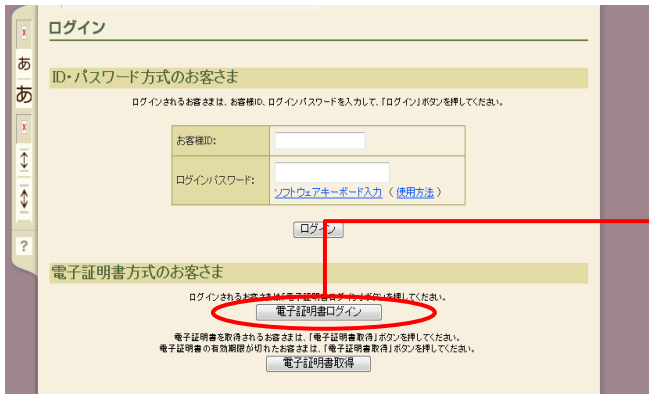 ログイン
あ
あ
ID・パスワード方式のお客さま
ログインされるお客さまは、お客様ID、ログインパスワードを入力して、「ログイン」ボタンを押してください。
お客様ID:
ログインパスワード:
ソフトウェアキーボード入力 （使用方法）
ログイン
?
電子証明書方式のお客さま
ログインされるお客さまは「電子証明書ログイン」ボタンを押してください。
電子証明書ログイン
電子証明書を取得されるお客さまは、「電子証明書取得」ボタンを押してください。
電子証明書の有効期限が切れたお客さまは、「電子証明書取得」ボタンを押してください。
電子証明書取得